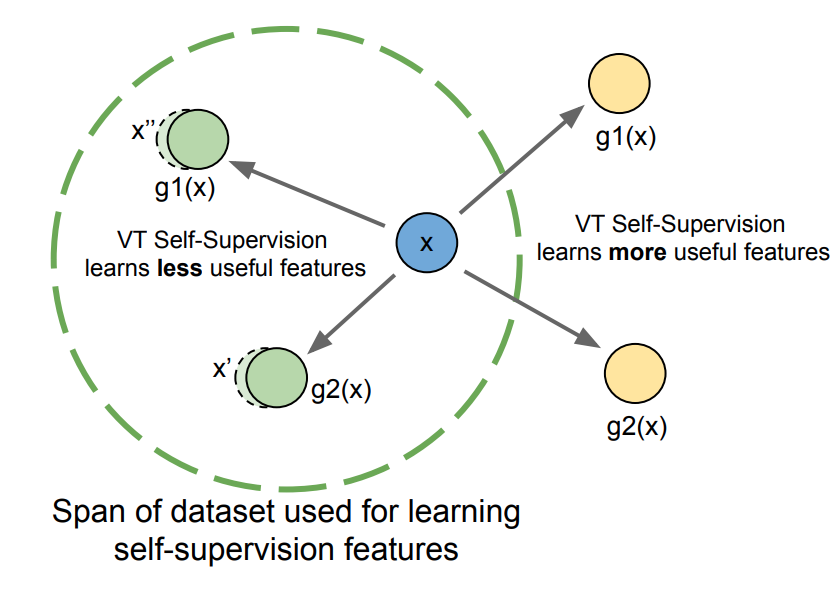 x’’
g1(x)
VT Self-Supervision
learns less useful features
x
g1(x)
VT Self-Supervision
learns more useful features
x’
g2(x)
g2(x)
Span of dataset used for learning
self-supervision features